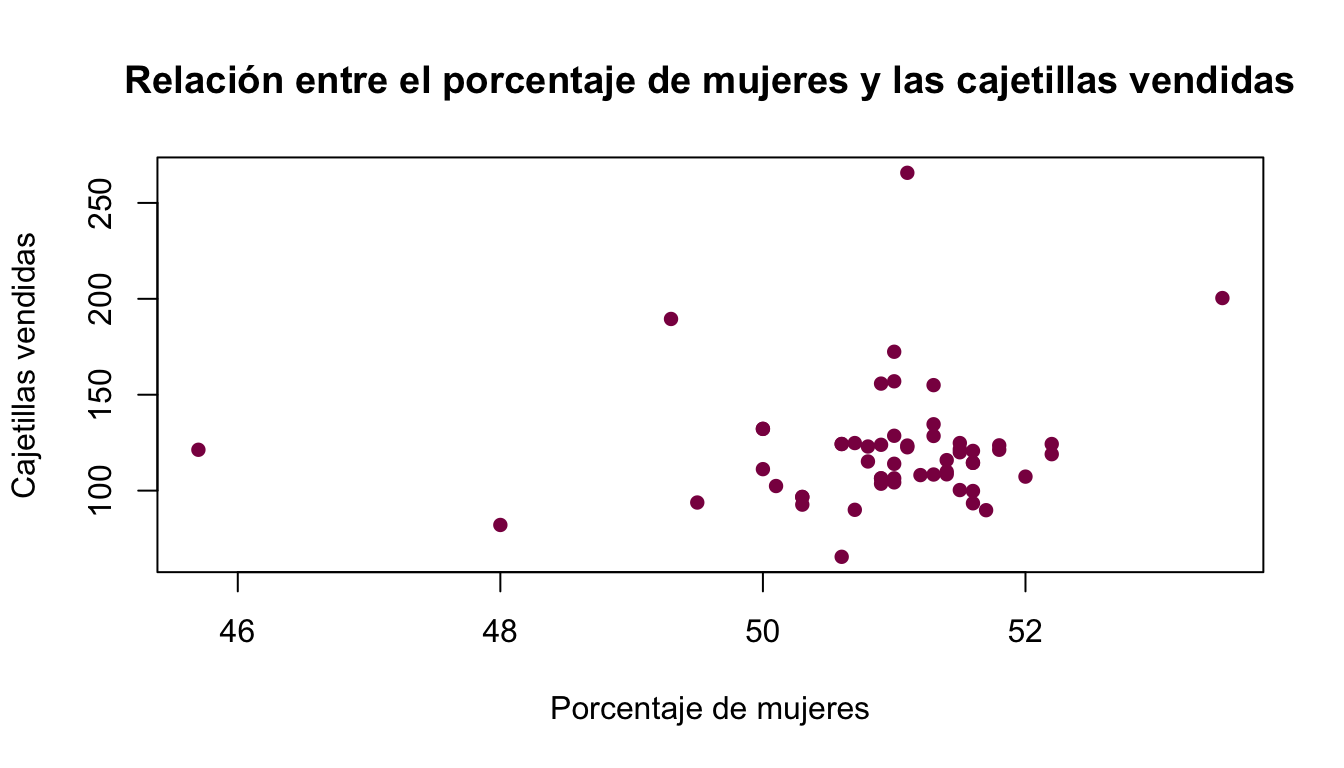 Relación entre el porcentaje de mujeres y las cajetillas vendidas
Cajetillas vendidas
250
200
150
100
46 48 50 52
Porcentaje de mujeres